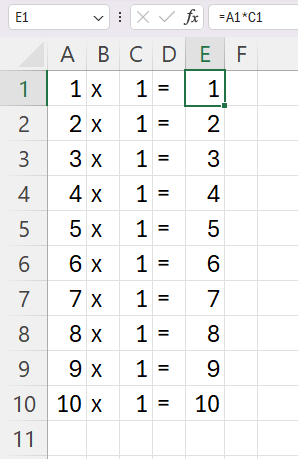 E1 fx =A1*C1
A B C D E F
1 1 x 1 = 1
2 2 x 1 = 2
3 3 x 1 = 3
4 4 x 1 = 4
5 5 x 1 = 5
6 6 x 1 = 6
7 7 x 1 = 7
8 8 x 1 = 8
9 9 x 1 = 9
10 10 x 1 = 10
11